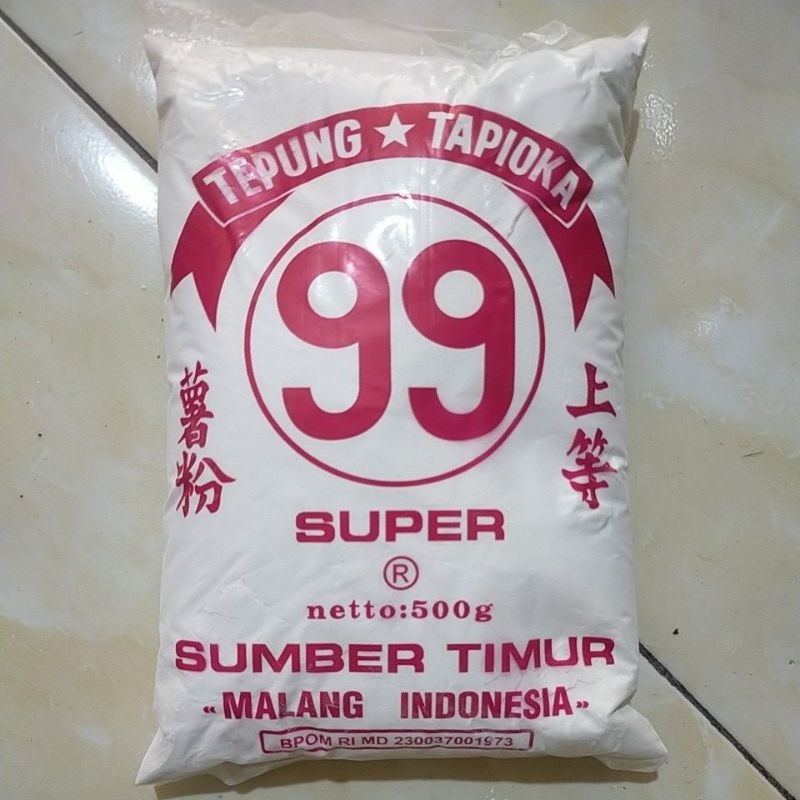 TEPUNG ★ TAPIOKA
99
薯粉
上等
SUPER
®
netto:500g
SUMBER TIMUR
«MALANG INDONESIA»
BPOM RI MD 230037001973